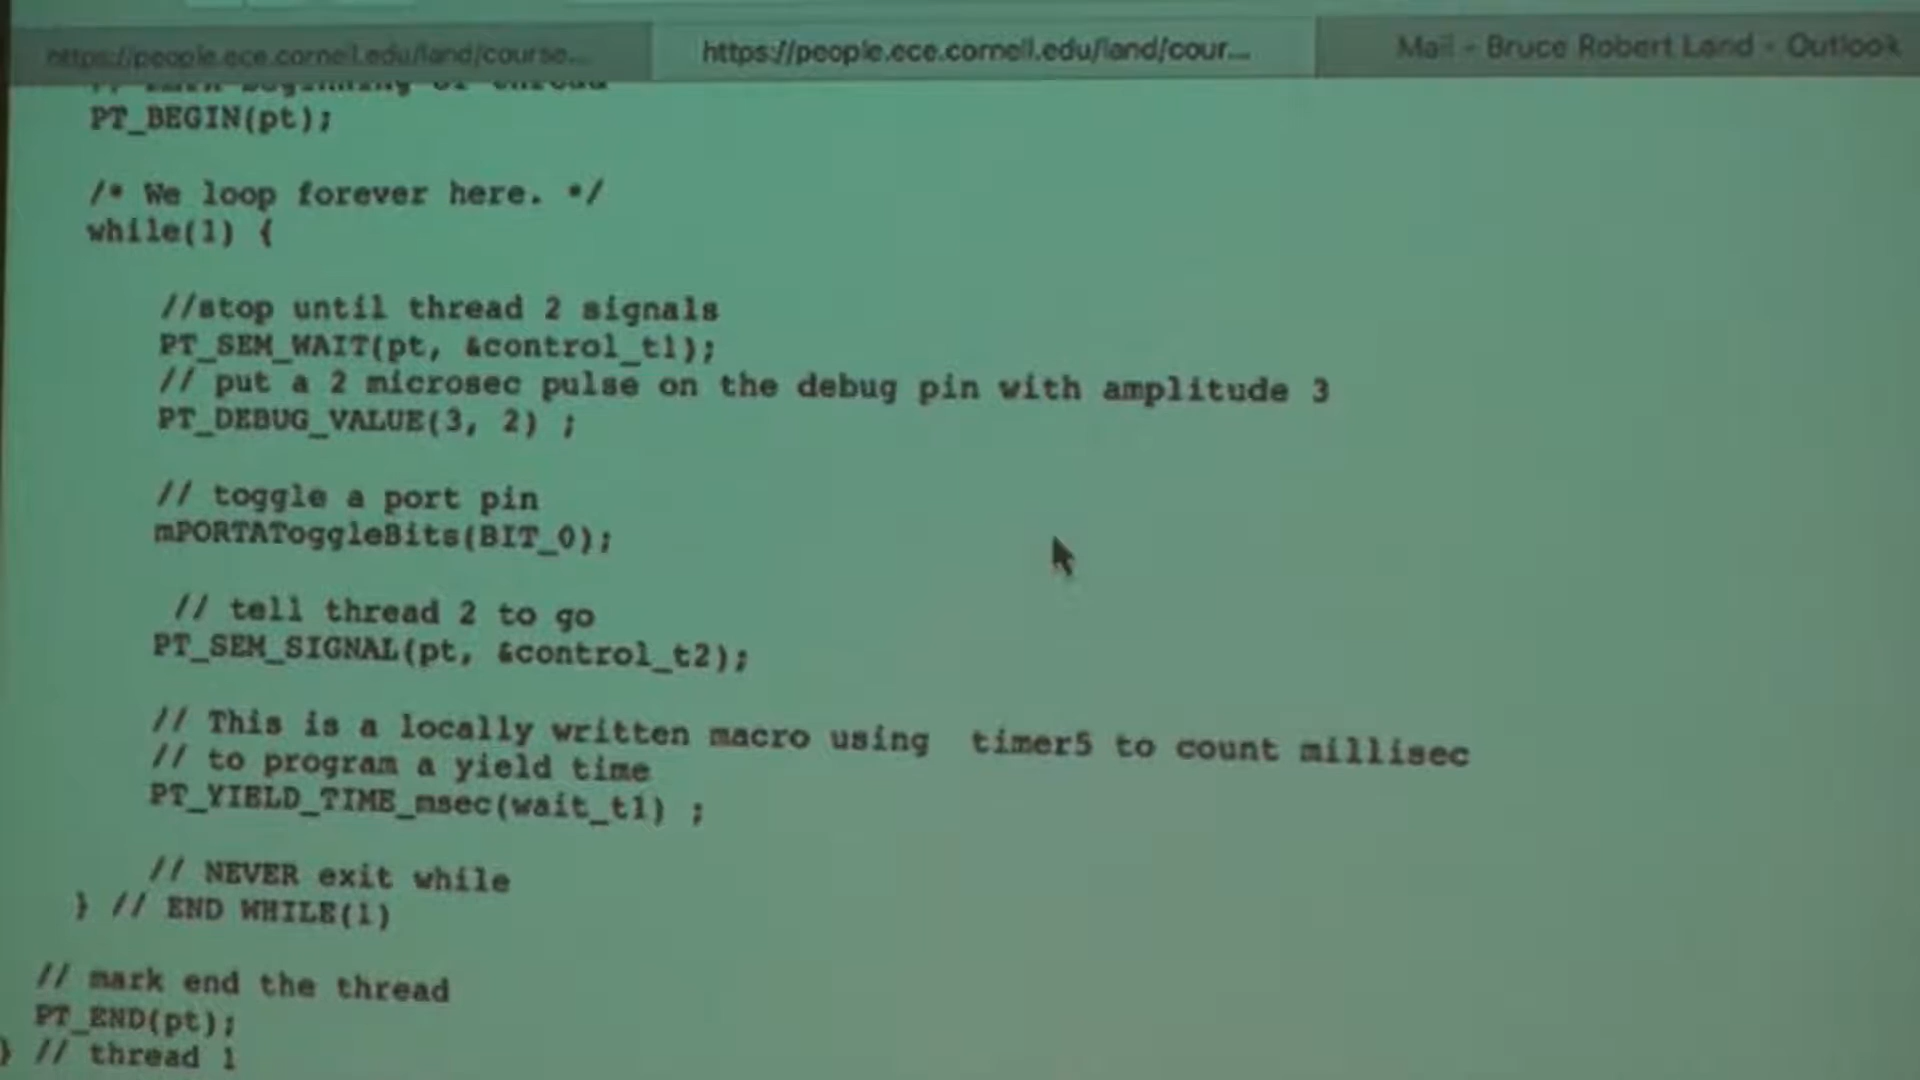 https://people.ece.cornell.edu/land/course...
https://people.ece.cornell.edu/land/cour...
Mail - Bruce Robert Land - Outlook
// mark beginning of thread
PT_BEGIN(pt);
/* We loop forever here. */
while(1) {
//stop until thread 2 signals
PT_SEM_WAIT(pt, &control_t1);
// put a 2 microsec pulse on the debug pin with amplitude 3
PT_DEBUG_VALUE(3, 2) ;
// toggle a port pin
mPORTAToggleBits(BIT_0);
// tell thread 2 to go
PT_SEM_SIGNAL(pt, &control_t2);
// This is a locally written macro using  timer5 to count millisec
// to program a yield time
PT_YIELD_TIME_msec(wait_t1) ;
// NEVER exit while
} // END WHILE(1)
// mark end the thread
PT_END(pt);
} // thread 1